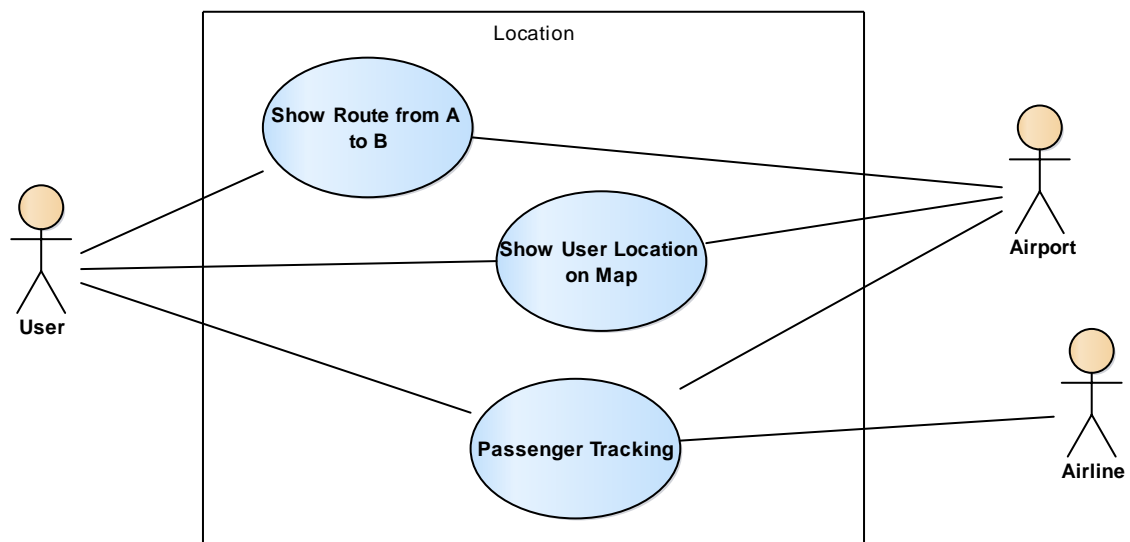 Location
Show Route from A
to B
Show User Location
on Map
Passenger Tracking
User
Airport
Airline